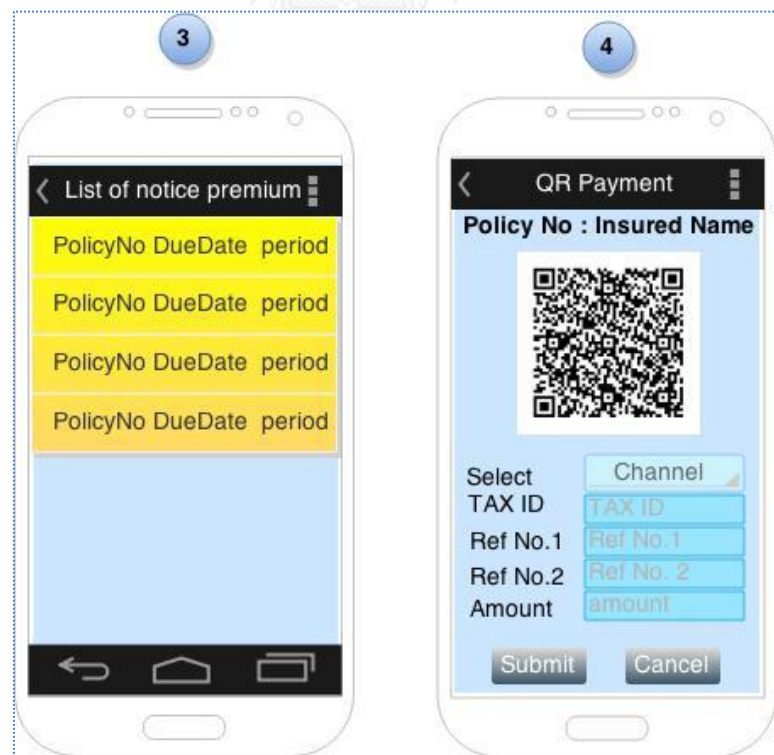 3
List of notice premium
PolicyNo DueDate period
PolicyNo DueDate period
PolicyNo DueDate period
PolicyNo DueDate period
4
QR Payment
Policy No : Insured Name
Select Channel
TAX ID TAX ID
Ref No.1 Ref No.1
Ref No.2 Ref No. 2
Amount amount
Submit Cancel